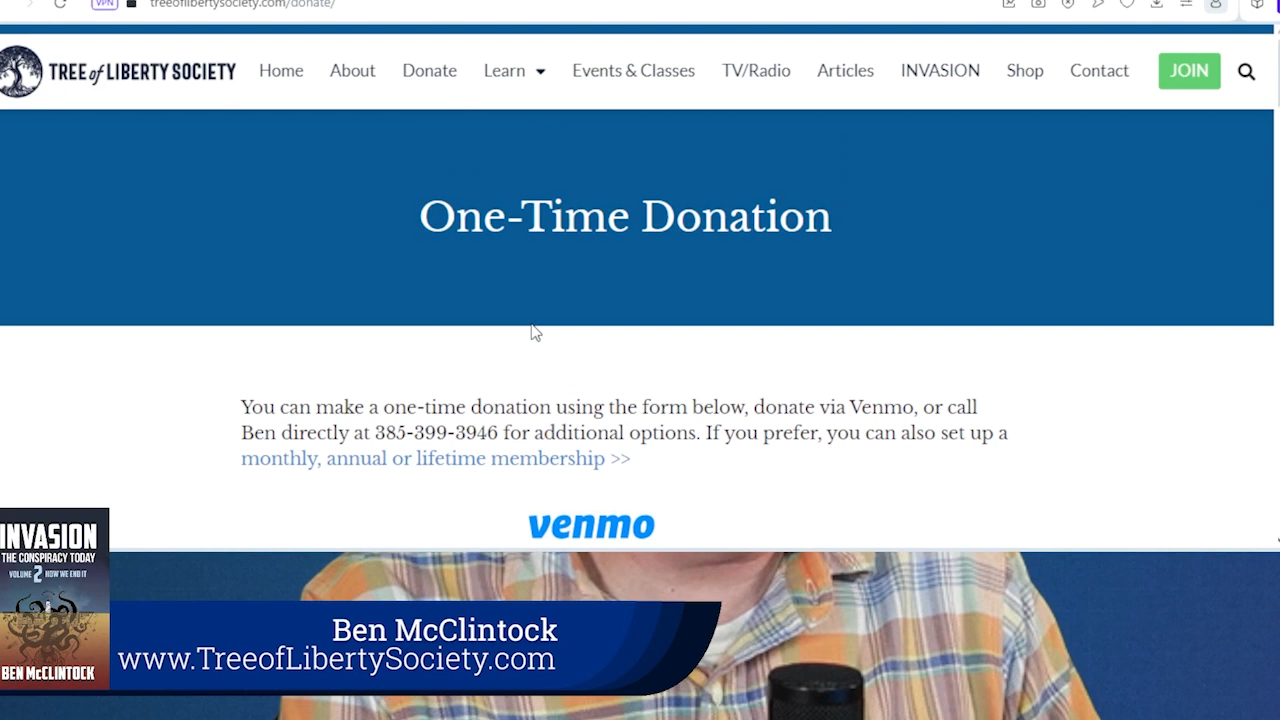 VPN
treeoflibertysociety.com/donate/
TREE of LIBERTY SOCIETY
Home
About
Donate
Learn
Events & Classes
TV/Radio
Articles
INVASION
Shop
Contact
JOIN
One-Time Donation
You can make a one-time donation using the form below, donate via Venmo, or call
Ben directly at 385-399-3946 for additional options. If you prefer, you can also set up a
monthly, annual or lifetime membership >>
venmo
INVASION
THE CONSPIRACY TODAY
VOLUME 2 HOW WE END IT
BEN McCLINTOCK
Ben McClintock
www.TreeofLibertySociety.com